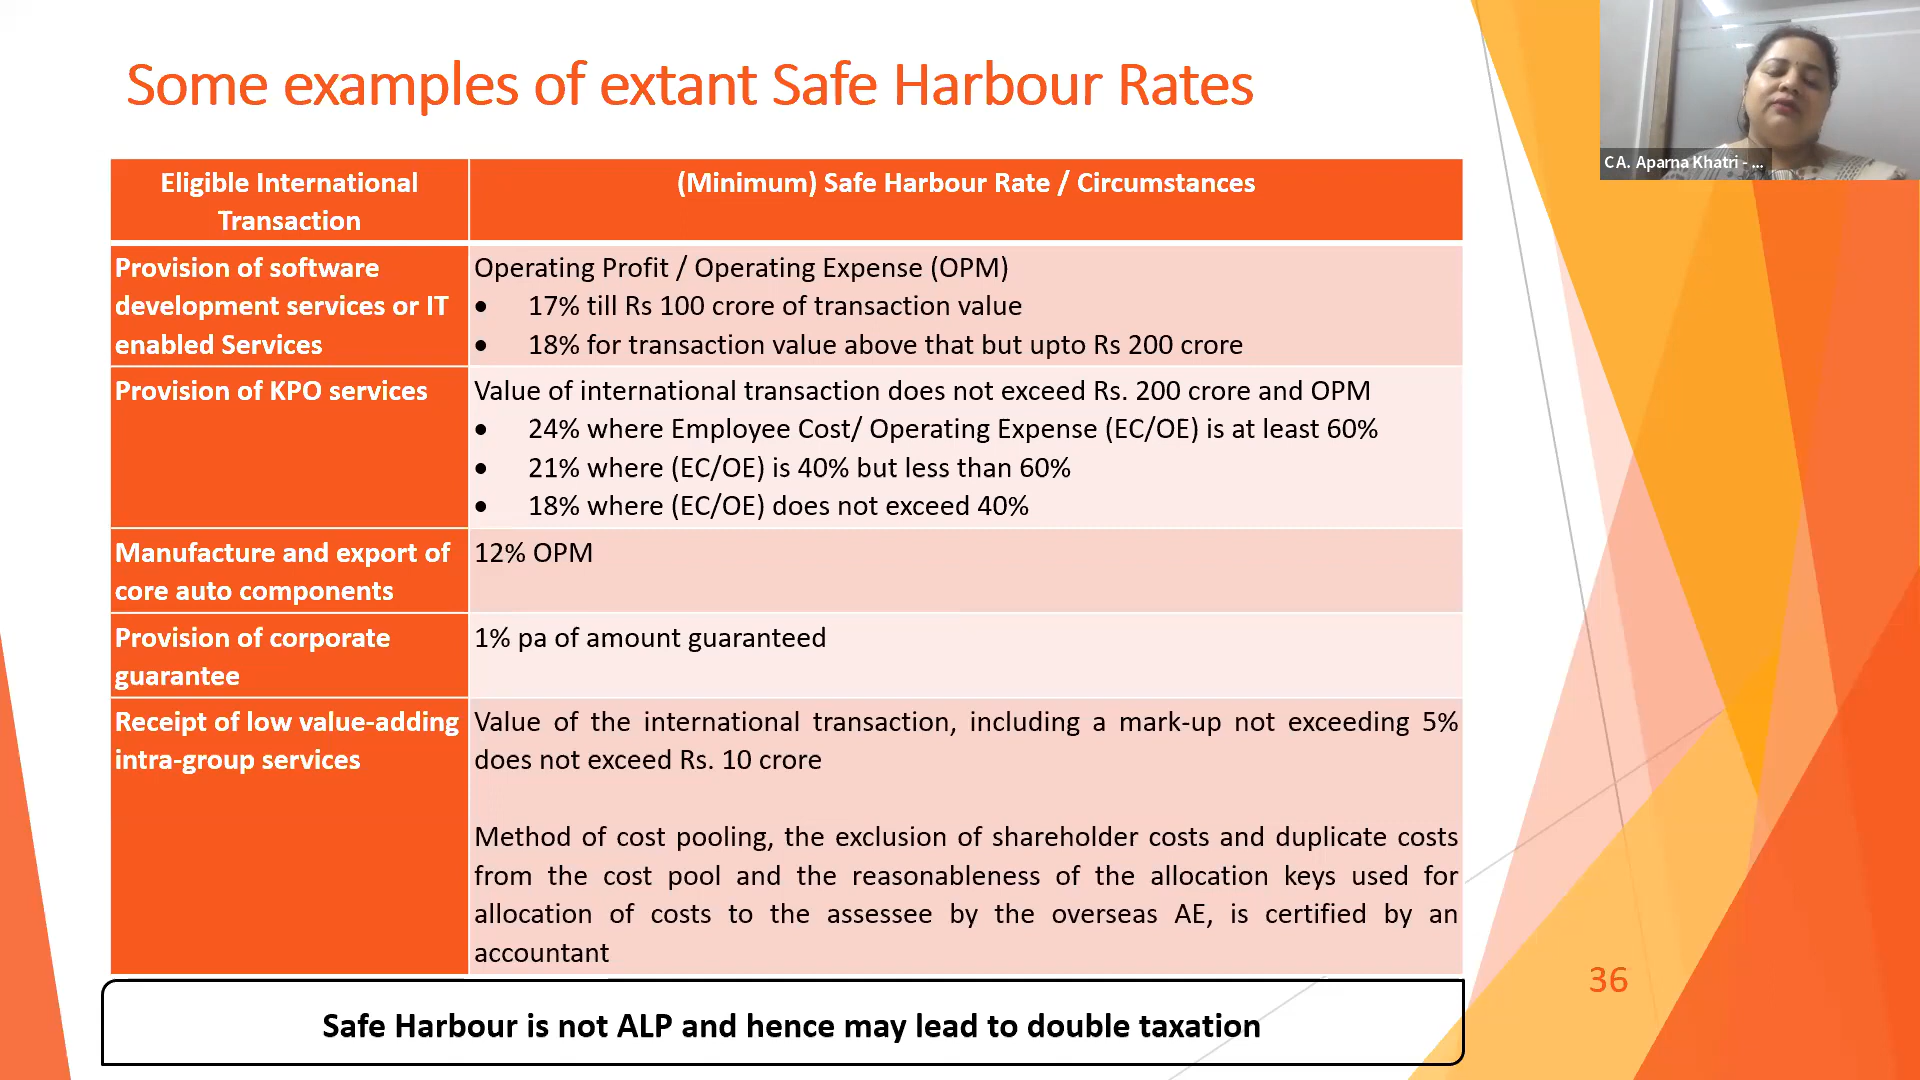 Some examples of extant Safe Harbour Rates
CA. Aparna Khatri - ...
Eligible International
Transaction
(Minimum) Safe Harbour Rate / Circumstances
Provision of software
development services or IT
enabled Services
Operating Profit / Operating Expense (OPM)
• 17% till Rs 100 crore of transaction value
• 18% for transaction value above that but upto Rs 200 crore
Provision of KPO services
Value of international transaction does not exceed Rs. 200 crore and OPM
• 24% where Employee Cost/ Operating Expense (EC/OE) is at least 60%
• 21% where (EC/OE) is 40% but less than 60%
• 18% where (EC/OE) does not exceed 40%
Manufacture and export of
core auto components
12% OPM
Provision of corporate
guarantee
1% pa of amount guaranteed
Receipt of low value-adding
intra-group services
Value of the international transaction, including a mark-up not exceeding 5%
does not exceed Rs. 10 crore
Method of cost pooling, the exclusion of shareholder costs and duplicate costs
from the cost pool and the reasonableness of the allocation keys used for
allocation of costs to the assessee by the overseas AE, is certified by an
accountant
36
Safe Harbour is not ALP and hence may lead to double taxation